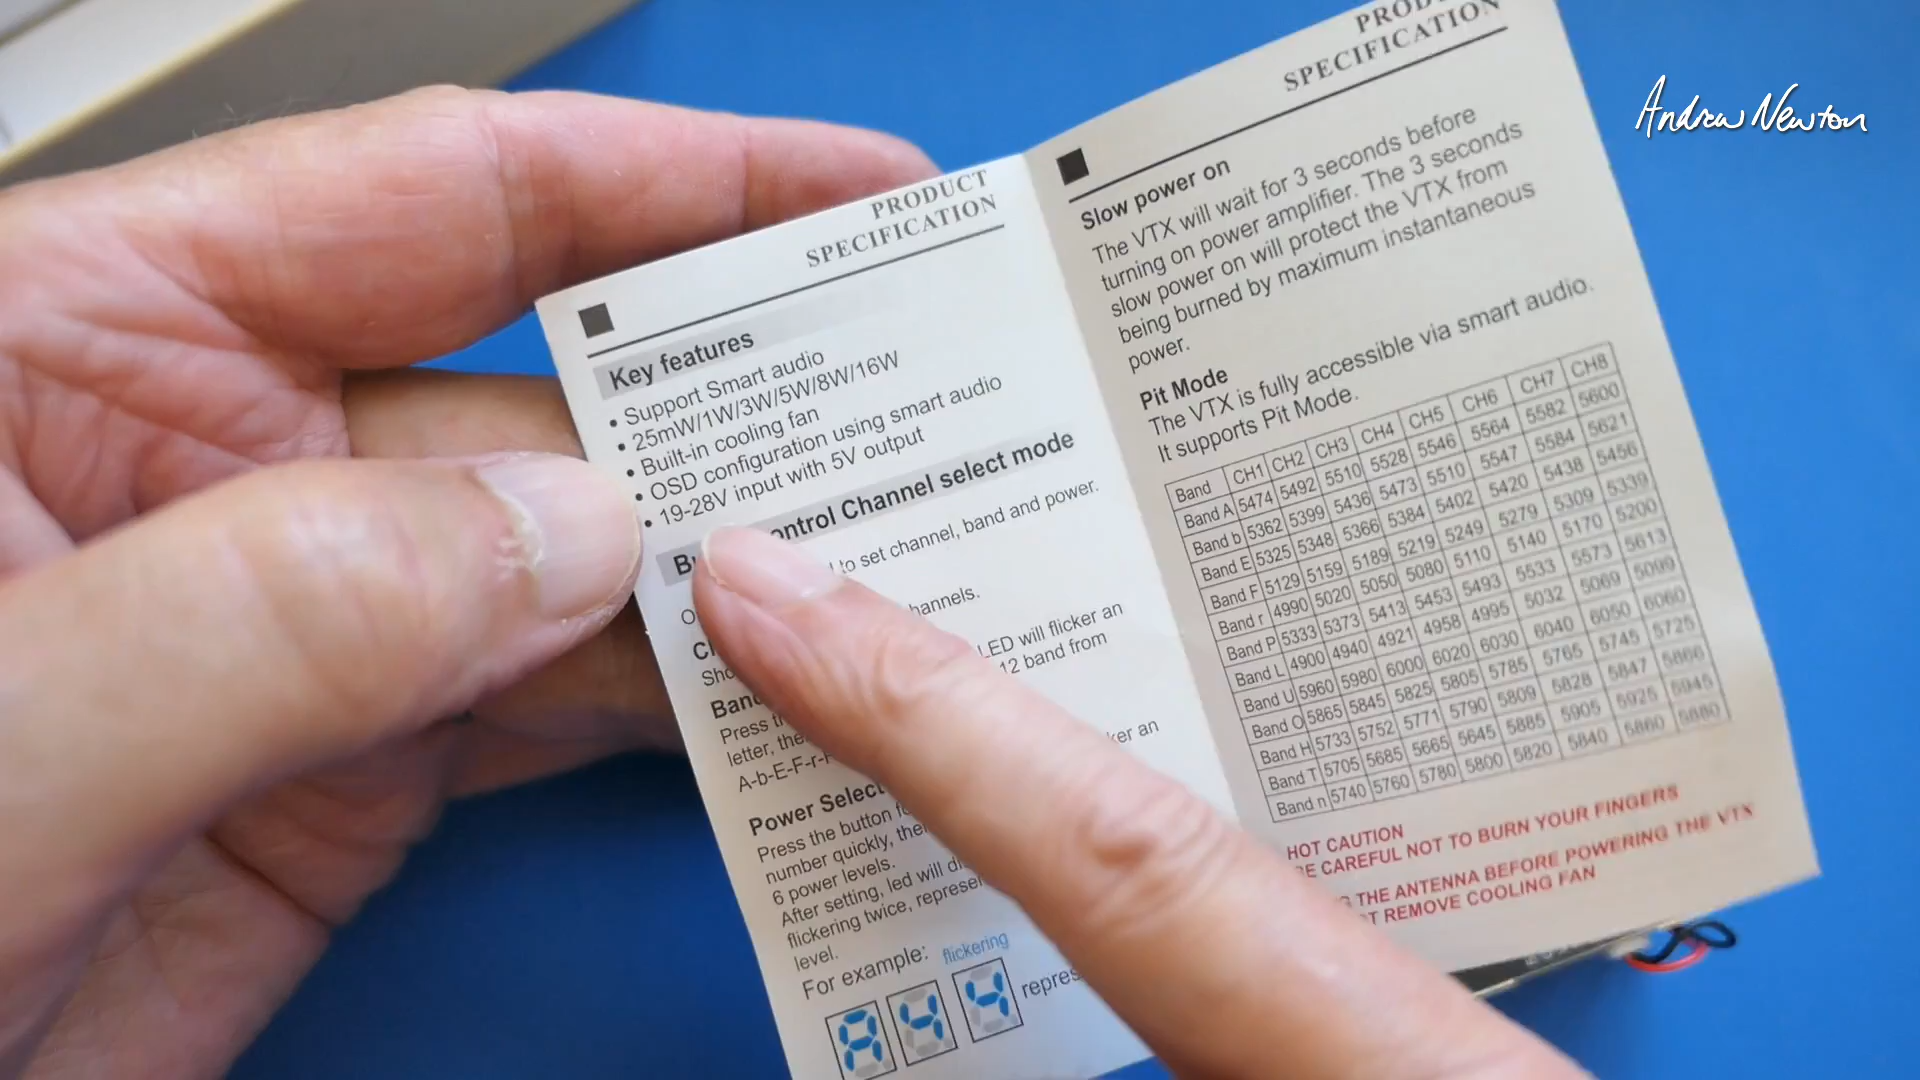 Andrew Newton
PRODUCT
SPECIFICATION
Key features
• Support Smart audio
• 25mW/1W/3W/5W/8W/16W
• Built-in cooling fan
• OSD configuration using smart audio
• 19-28V input with 5V output
Channel select mode
to set channel, band and power.
LED will flicker an
12 band from
Press
letter,
A-b-E-F-r-
Power Select
Press the button
number quickly,
6 power levels.
After setting, led will
flickering twice,
level.
For example: flickering
SPECIFICATION
Slow power on
The VTX will wait for 3 seconds before
turning on power amplifier. The 3 seconds
slow power on will protect the VTX from
being burned by maximum instantaneous
power.
Pit Mode
The VTX is fully accessible via smart audio.
It supports Pit Mode.
Band CH1 CH2 CH3 CH4 CH5 CH6 CH7 CH8
Band A 5474 5492 5510 5528 5546 5564 5582 5600
Band b 5362 5399 5436 5473 5510 5547 5584 5621
Band E 5325 5348 5366 5384 5402 5420 5438 5456
Band F 5129 5159 5189 5219 5249 5279 5309 5339
Band r 4990 5020 5050 5080 5110 5140 5170 5200
Band P 5333 5373 5413 5453 5493 5533 5573 5613
Band L 4900 4940 4921 4958 4995 5032 5069 5099
Band U 5960 5980 6000 6020 6030 6040 6050 6060
Band O 5865 5845 5825 5805 5785 5765 5745 5725
Band H 5733 5752 5771 5790 5809 5828 5847 5866
Band T 5705 5685 5665 5645 5885 5905 5925 5945
Band n 5740 5760 5780 5800 5820 5840 5860 5880
HOT CAUTION
CAREFUL NOT TO BURN YOUR FINGERS
THE ANTENNA BEFORE POWERING THE VTX
REMOVE COOLING FAN